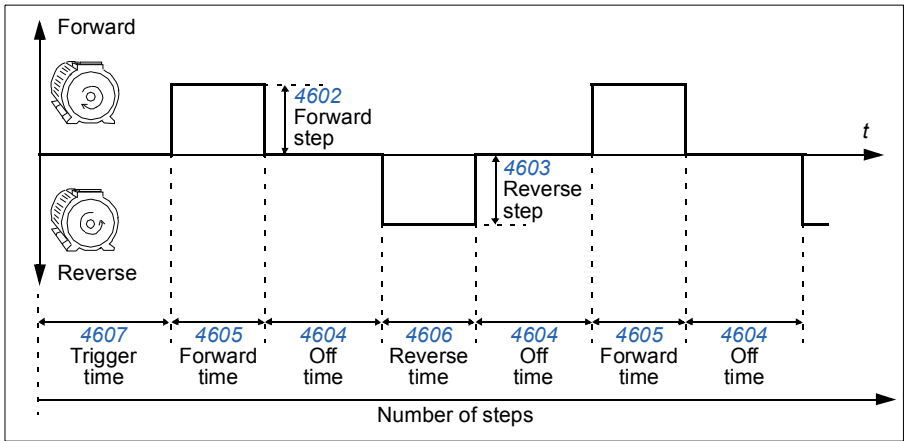 Forward
4602
Forward
step
t
4603
Reverse
step
Reverse
4607 4605 4604 4606 4604 4605 4604
Trigger Forward Off Reverse Off Forward Off
time time time time time time time
Number of steps